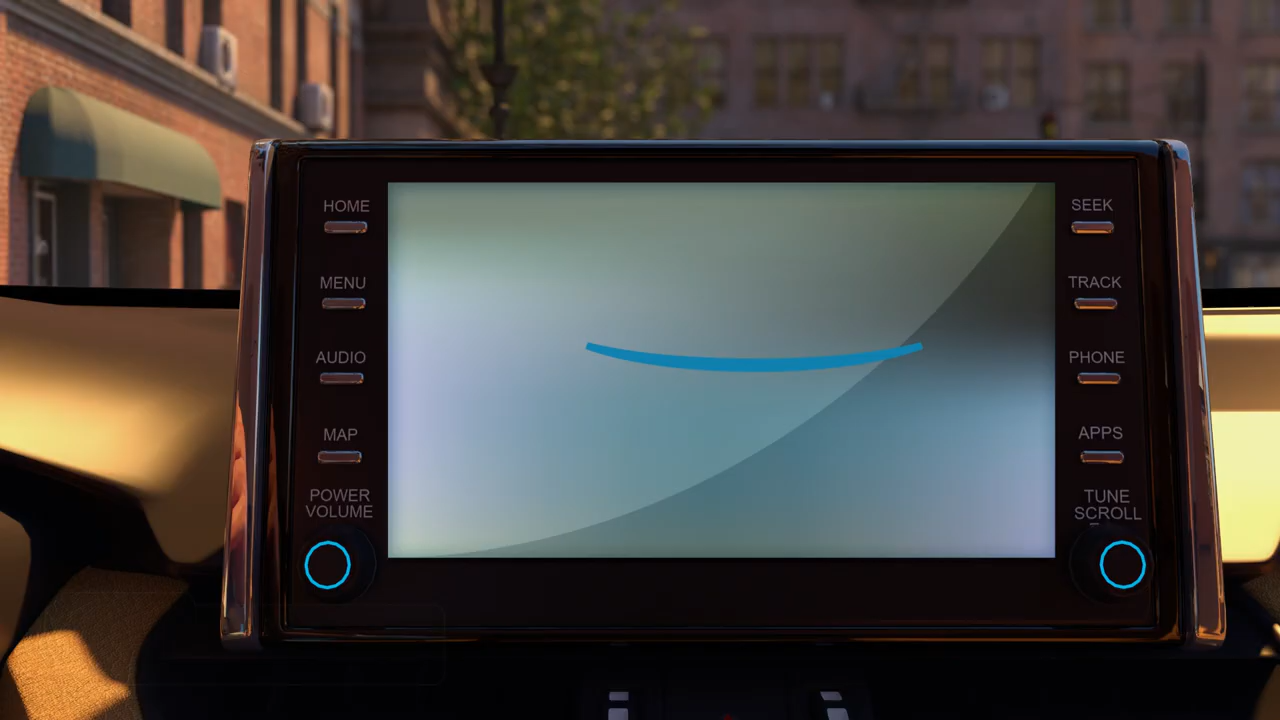 HOME
MENU
AUDIO
MAP
POWER
VOLUME
SEEK
TRACK
PHONE
APPS
TUNE
SCROLL